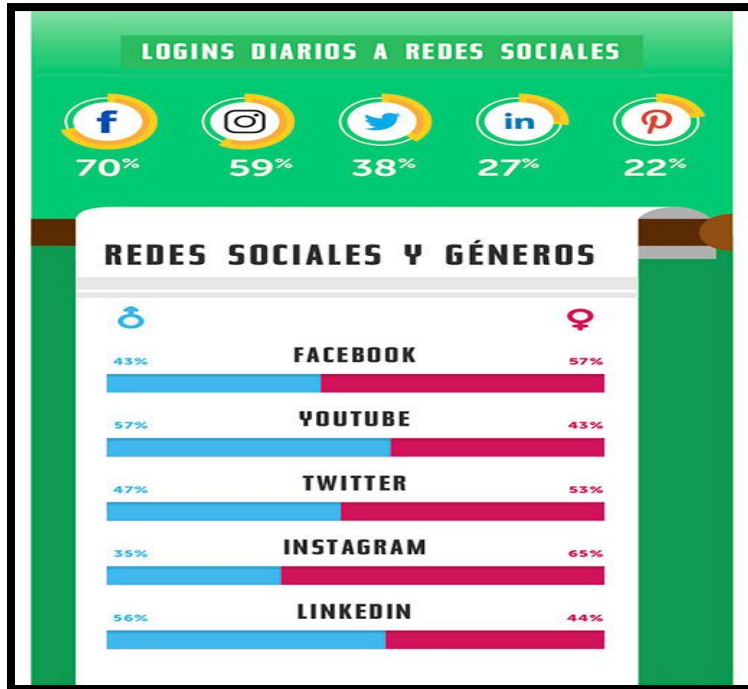 LOGINS DIARIOS A REDES SOCIALES
f in
70% 59% 38% 27% 22%
REDES SOCIALES Y GÉNEROS
43% FACEBOOK 57%
57% YOUTUBE 43%
47% TWITTER 53%
35% INSTAGRAM 65%
56% LINKEDIN 44%